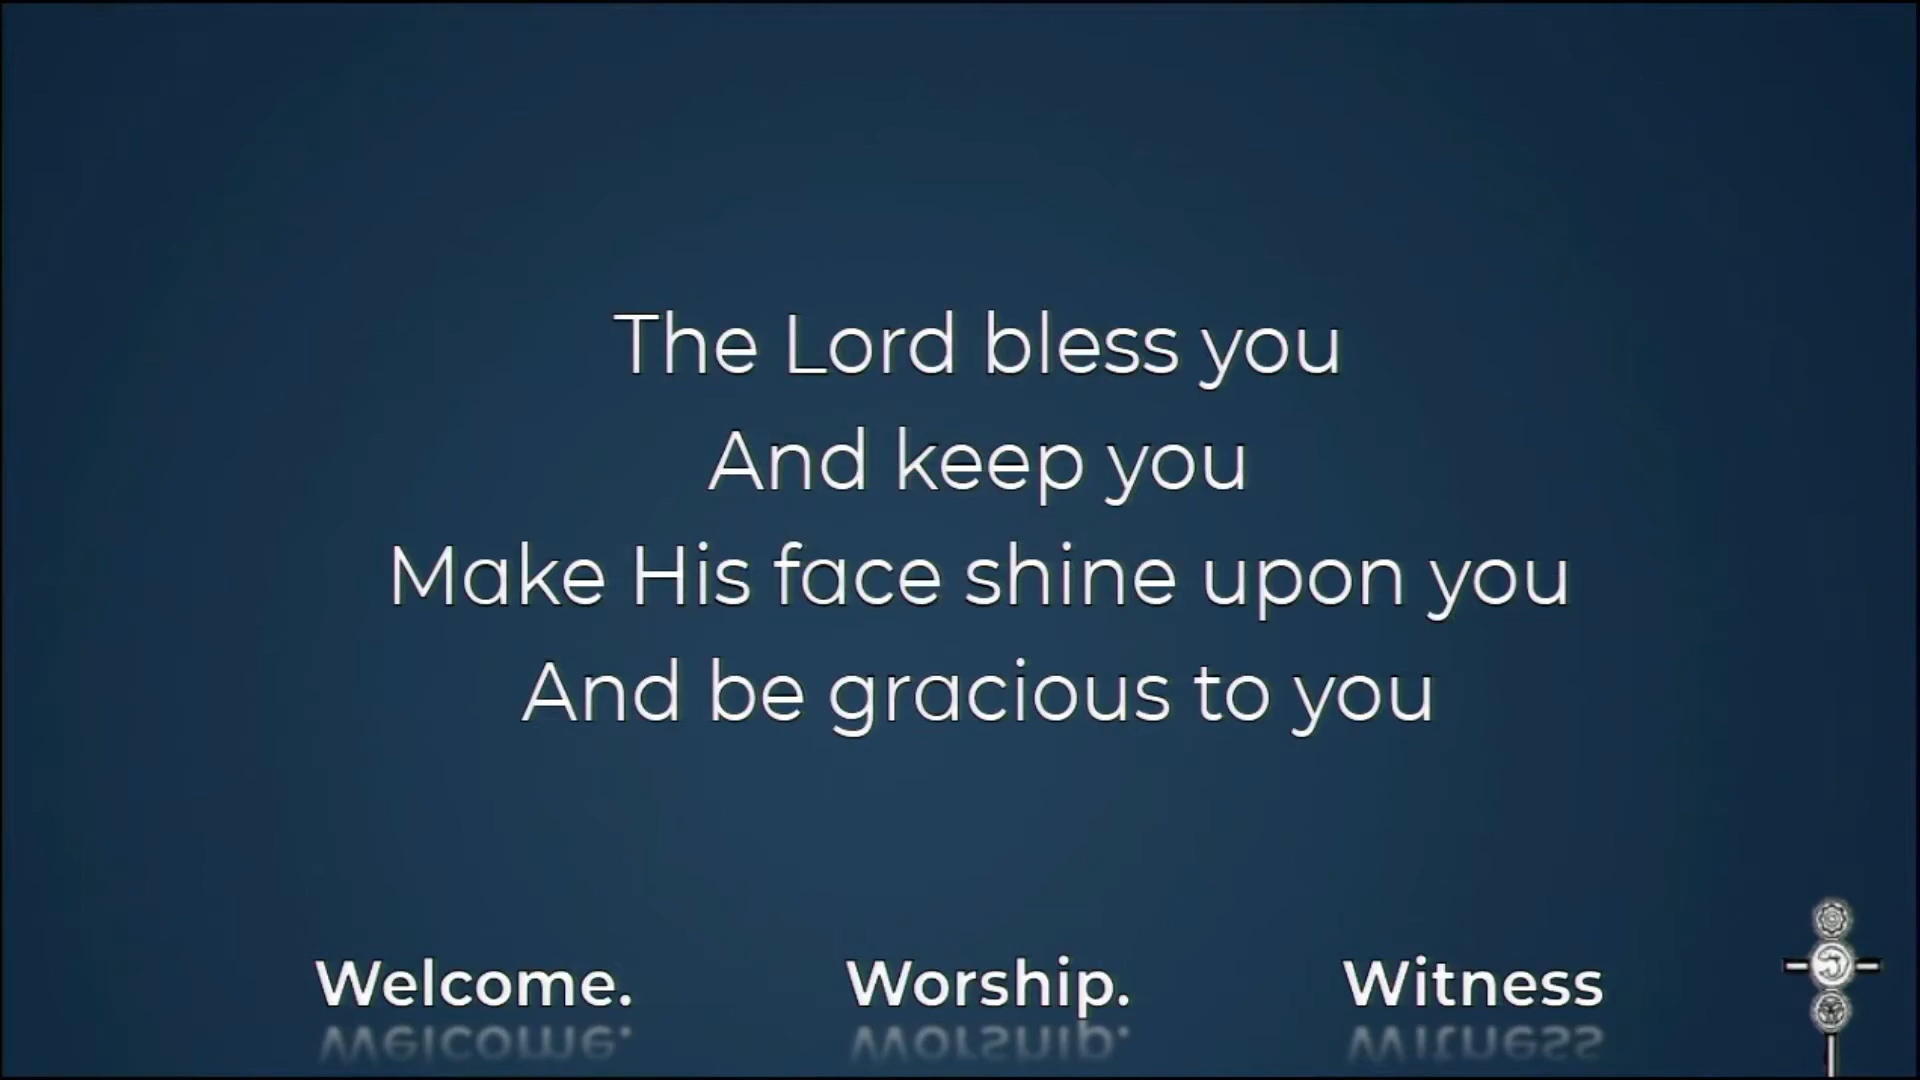 The Lord bless you
And keep you
Make His face shine upon you
And be gracious to you
Welcome. Worship. Witness